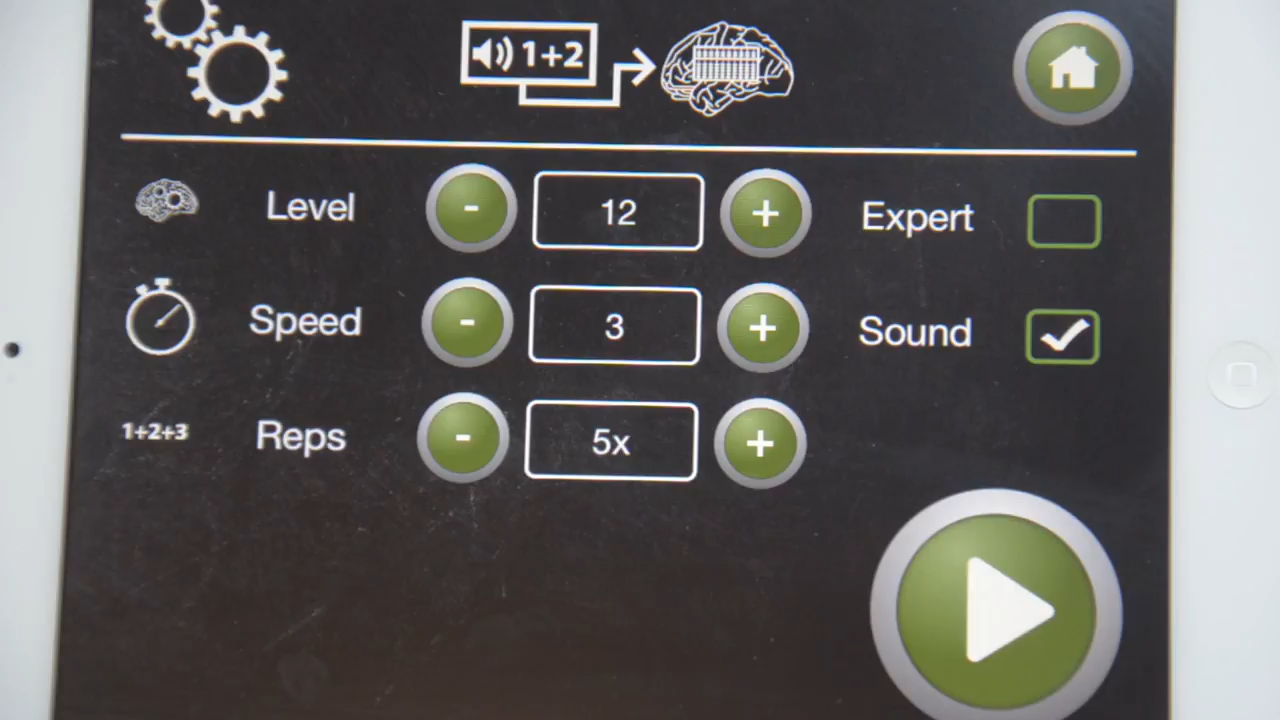 1+2
Level - 12 + Expert
Speed - 3 + Sound
1+2+3 Reps - 5x +